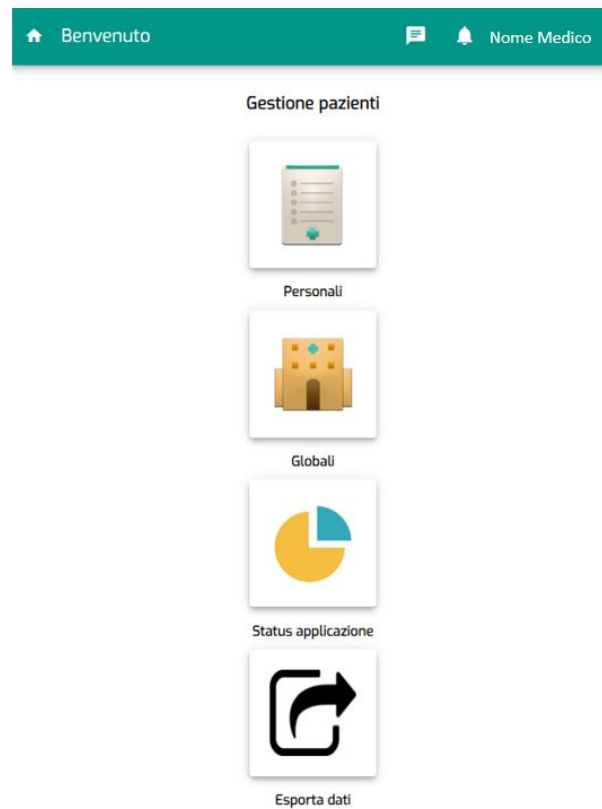 Benvenuto
Nome Medico
Gestione pazienti
Personali
Globali
Status applicazione
Esporta dati